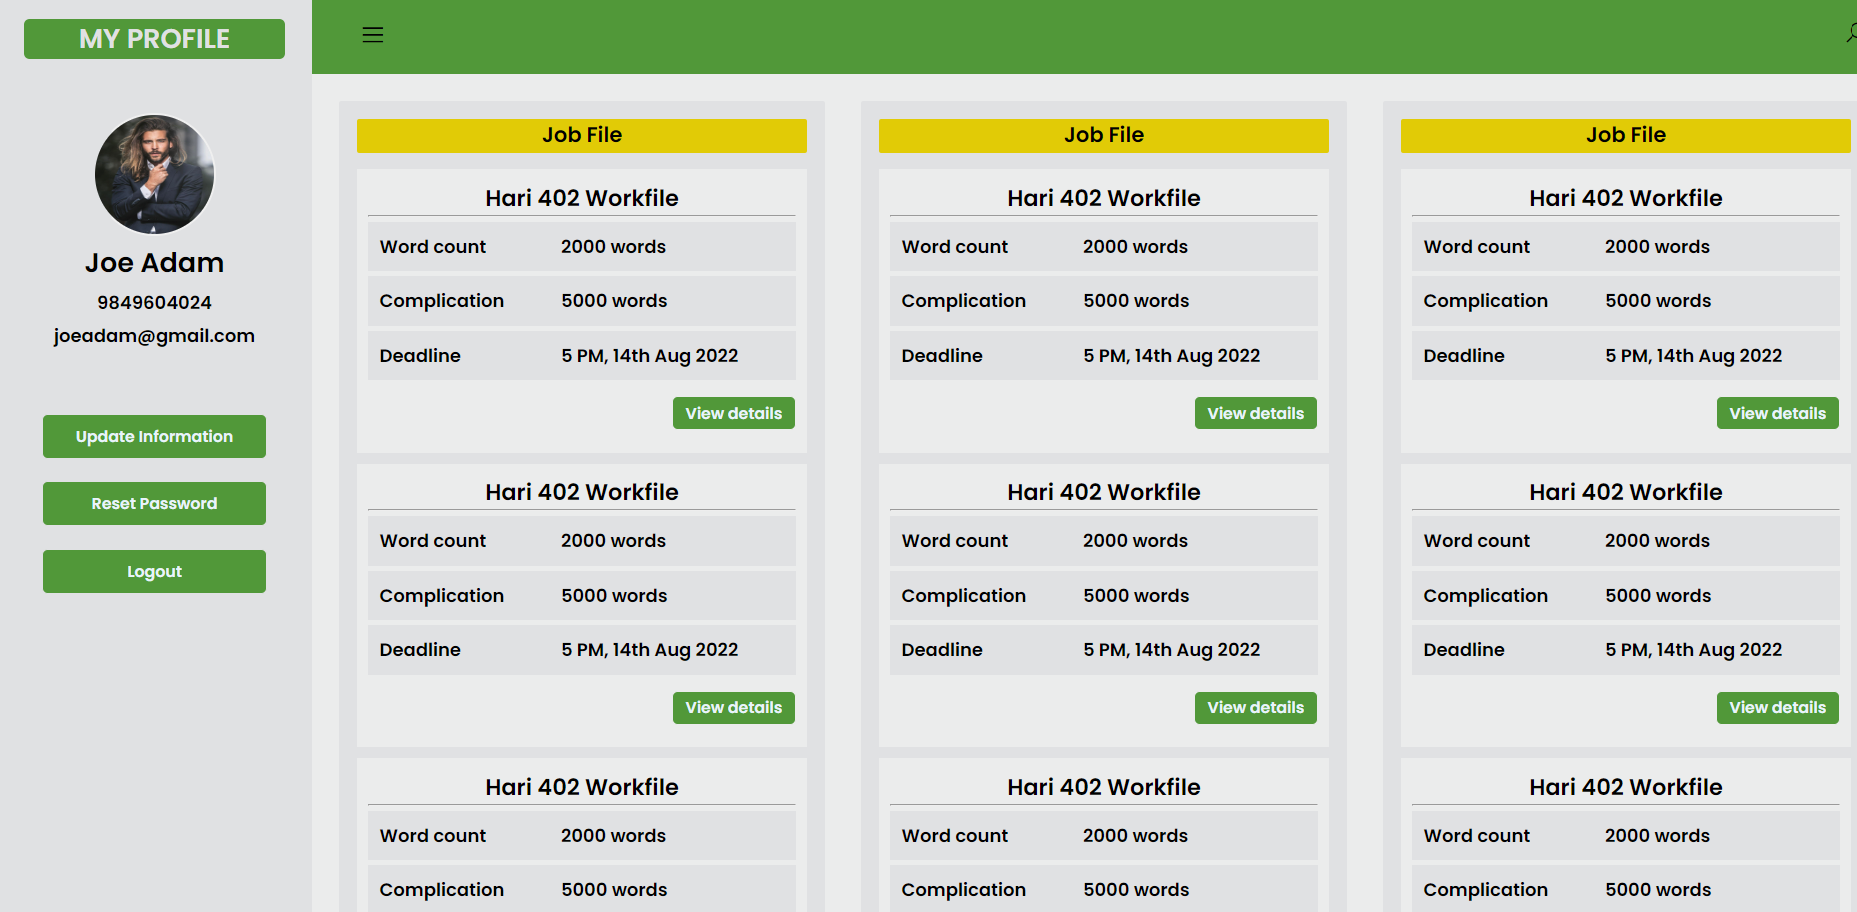 MY PROFILE
Joe Adam
9849604024
joeadam@gmail.com
Update Information
Reset Password
Logout
Job File
Hari 402 Workfile
Word count 2000 words
Complication 5000 words
Deadline 5 PM, 14th Aug 2022
View details
Hari 402 Workfile
Word count 2000 words
Complication 5000 words
Deadline 5 PM, 14th Aug 2022
View details
Hari 402 Workfile
Word count 2000 words
Complication 5000 words
Job File
Hari 402 Workfile
Word count 2000 words
Complication 5000 words
Deadline 5 PM, 14th Aug 2022
View details
Hari 402 Workfile
Word count 2000 words
Complication 5000 words
Deadline 5 PM, 14th Aug 2022
View details
Hari 402 Workfile
Word count 2000 words
Complication 5000 words
Job File
Hari 402 Workfile
Word count 2000 words
Complication 5000 words
Deadline 5 PM, 14th Aug 2022
View details
Hari 402 Workfile
Word count 2000 words
Complication 5000 words
Deadline 5 PM, 14th Aug 2022
View details
Hari 402 Workfile
Word count 2000 words
Complication 5000 words